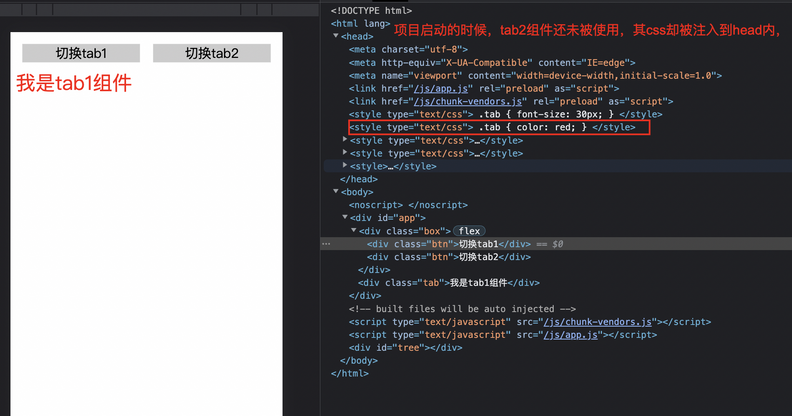 切换tab1 切换tab2
我是tab1组件
<!DOCTYPE html>
<html lang>
项目启动的时候，tab2组件还未被使用，其css却被注入到head内，
<head>
<meta charset="utf-8">
<meta http-equiv="X-UA-Compatible" content="IE=edge">
<meta name="viewport" content="width=device-width,initial-scale=1.0">
<link href="/js/app.js" rel="preload" as="script">
<link href="/js/chunk-vendors.js" rel="preload" as="script">
<style type="text/css"> .tab { font-size: 30px; } </style>
<style type="text/css"> .tab { color: red; } </style>
<style type="text/css">…</style>
<style type="text/css">…</style>
<style>…</style>
</head>
<body>
<noscript> </noscript>
<div id="app">
<div class="box"> flex
<div class="btn">切换tab1</div> == $0
<div class="btn">切换tab2</div>
</div>
<div class="tab">我是tab1组件</div>
</div>
<!-- built files will be auto injected -->
<script type="text/javascript" src="/js/chunk-vendors.js"></script>
<script type="text/javascript" src="/js/app.js"></script>
<div id="tree"></div>
</body>
</html>